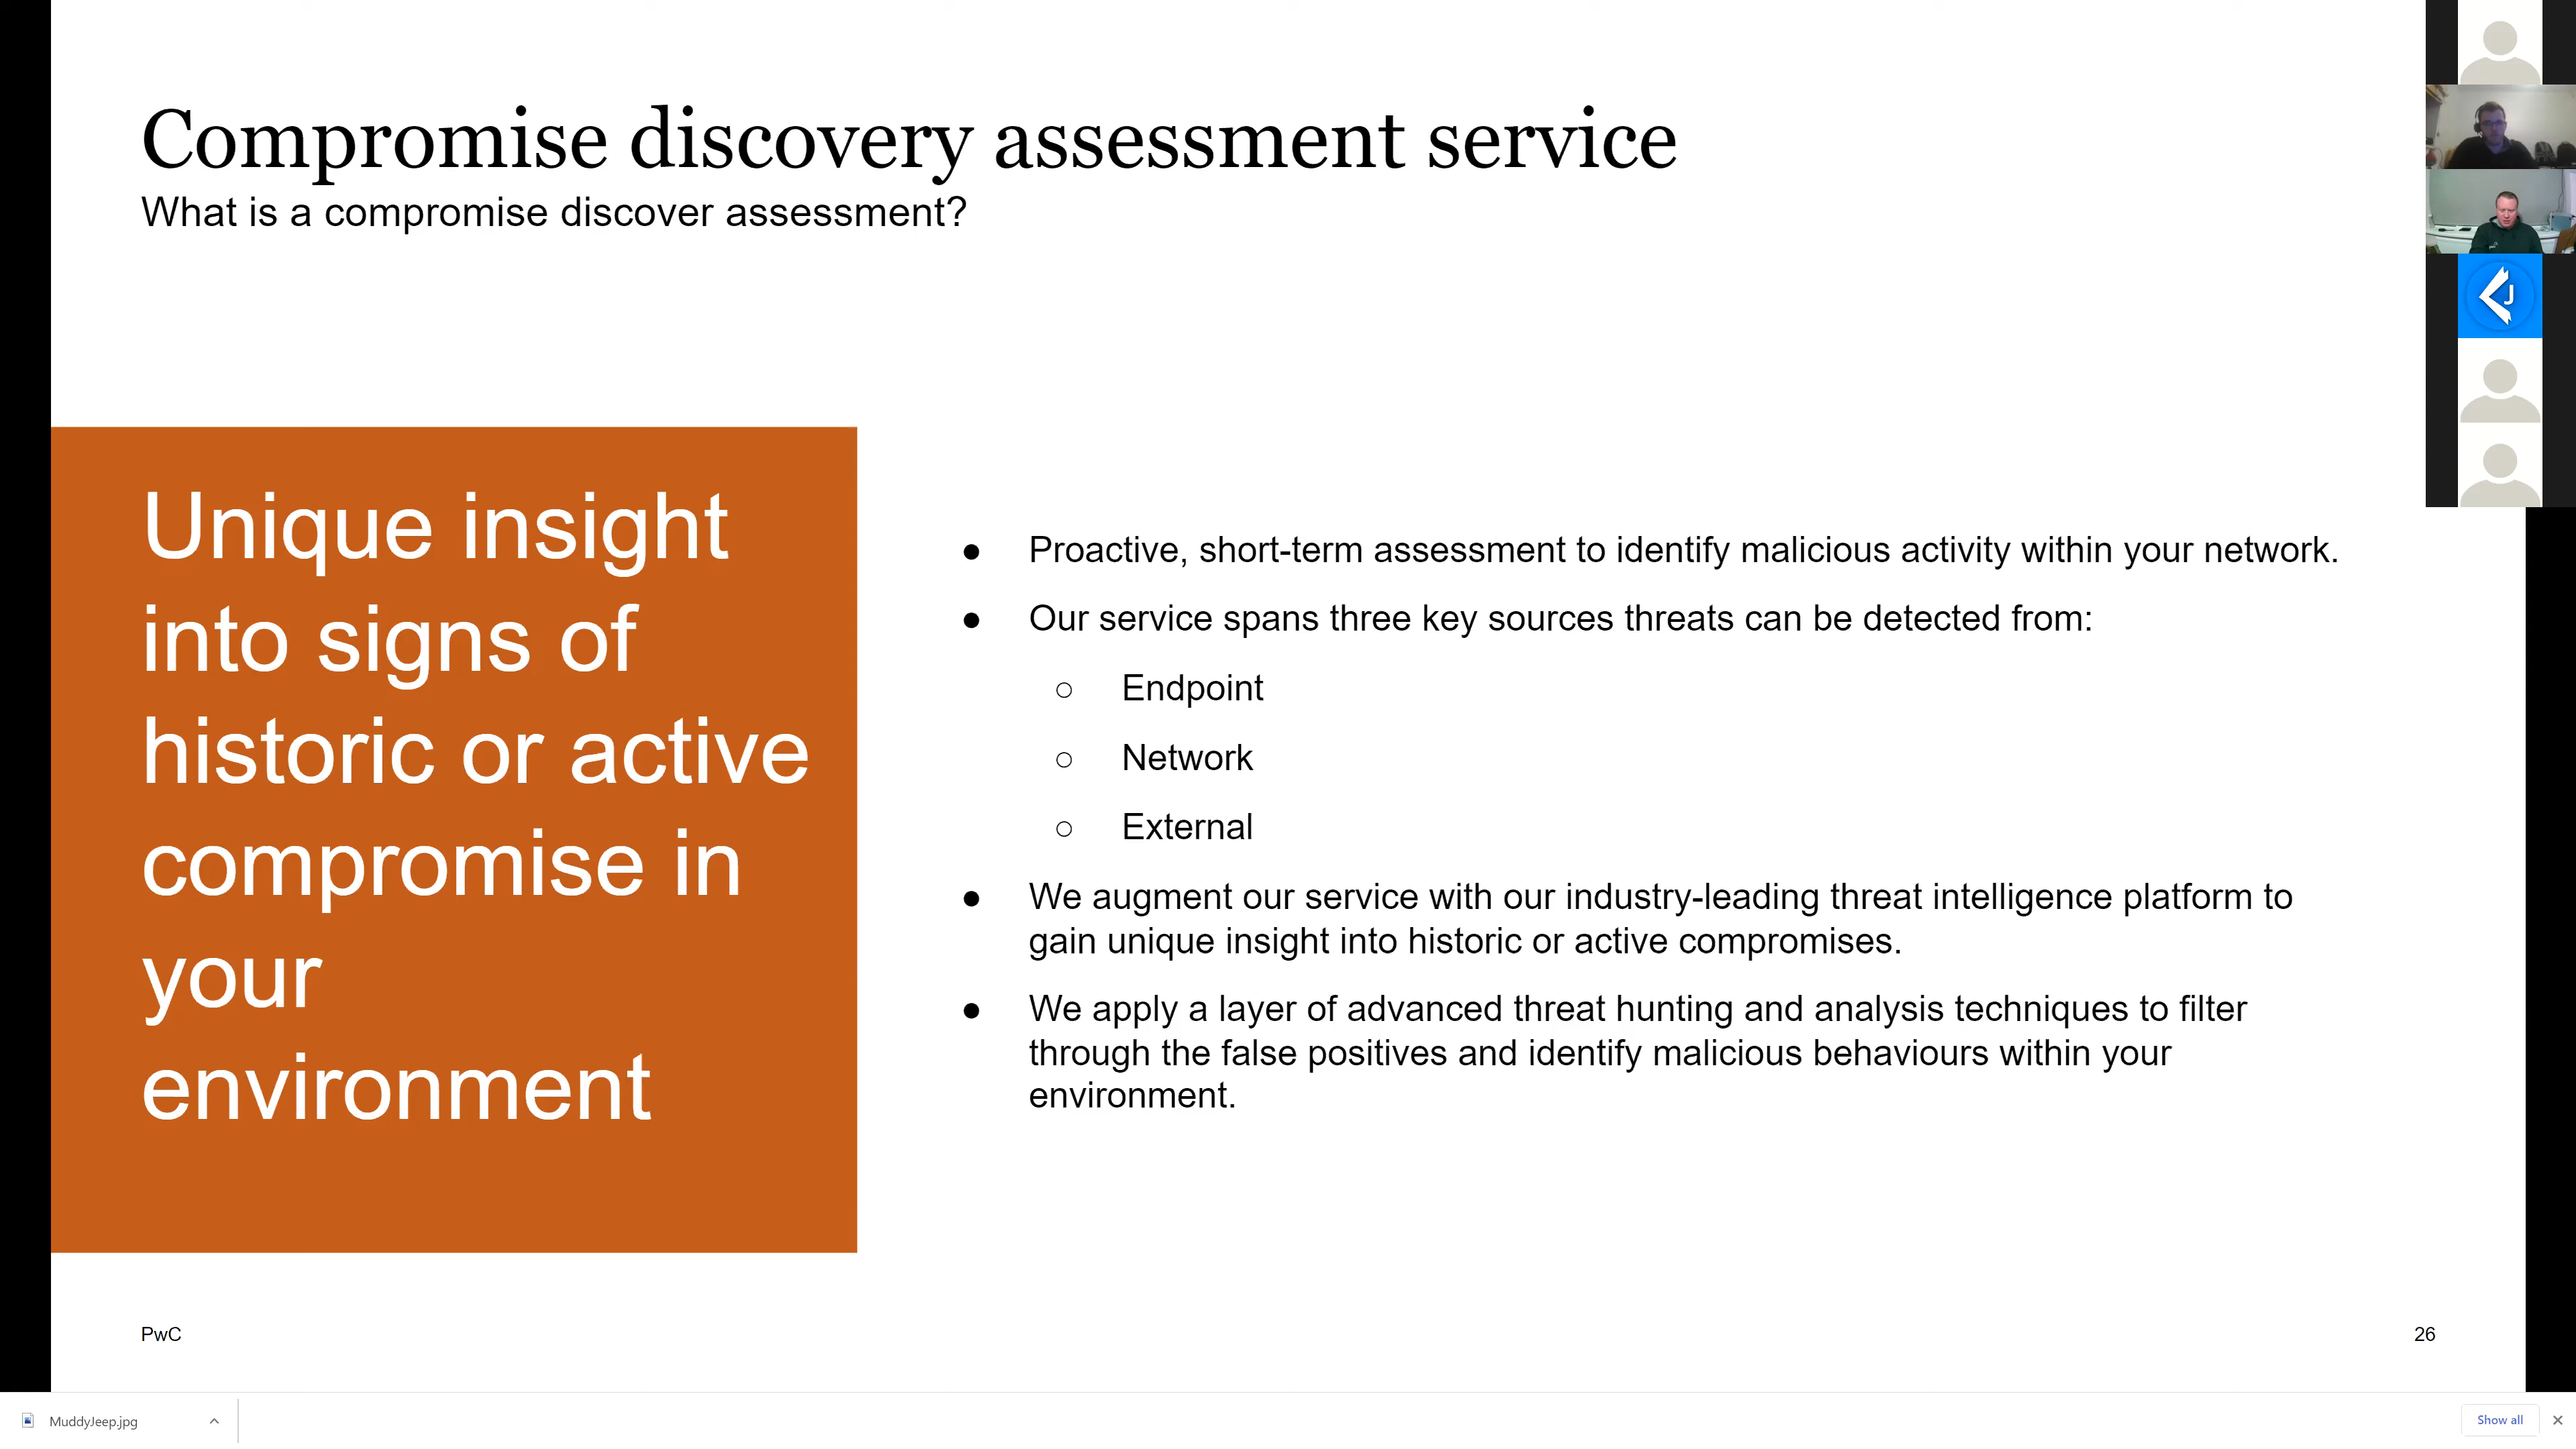 Compromise discovery assessment service
What is a compromise discover assessment?
Unique insight
into signs of
historic or active
compromise in
your
environment
● Proactive, short-term assessment to identify malicious activity within your network.
● Our service spans three key sources threats can be detected from:
○ Endpoint
○ Network
○ External
● We augment our service with our industry-leading threat intelligence platform to
gain unique insight into historic or active compromises.
● We apply a layer of advanced threat hunting and analysis techniques to filter
through the false positives and identify malicious behaviours within your
environment.
PwC
26
J
MuddyJeep.jpg
Show all